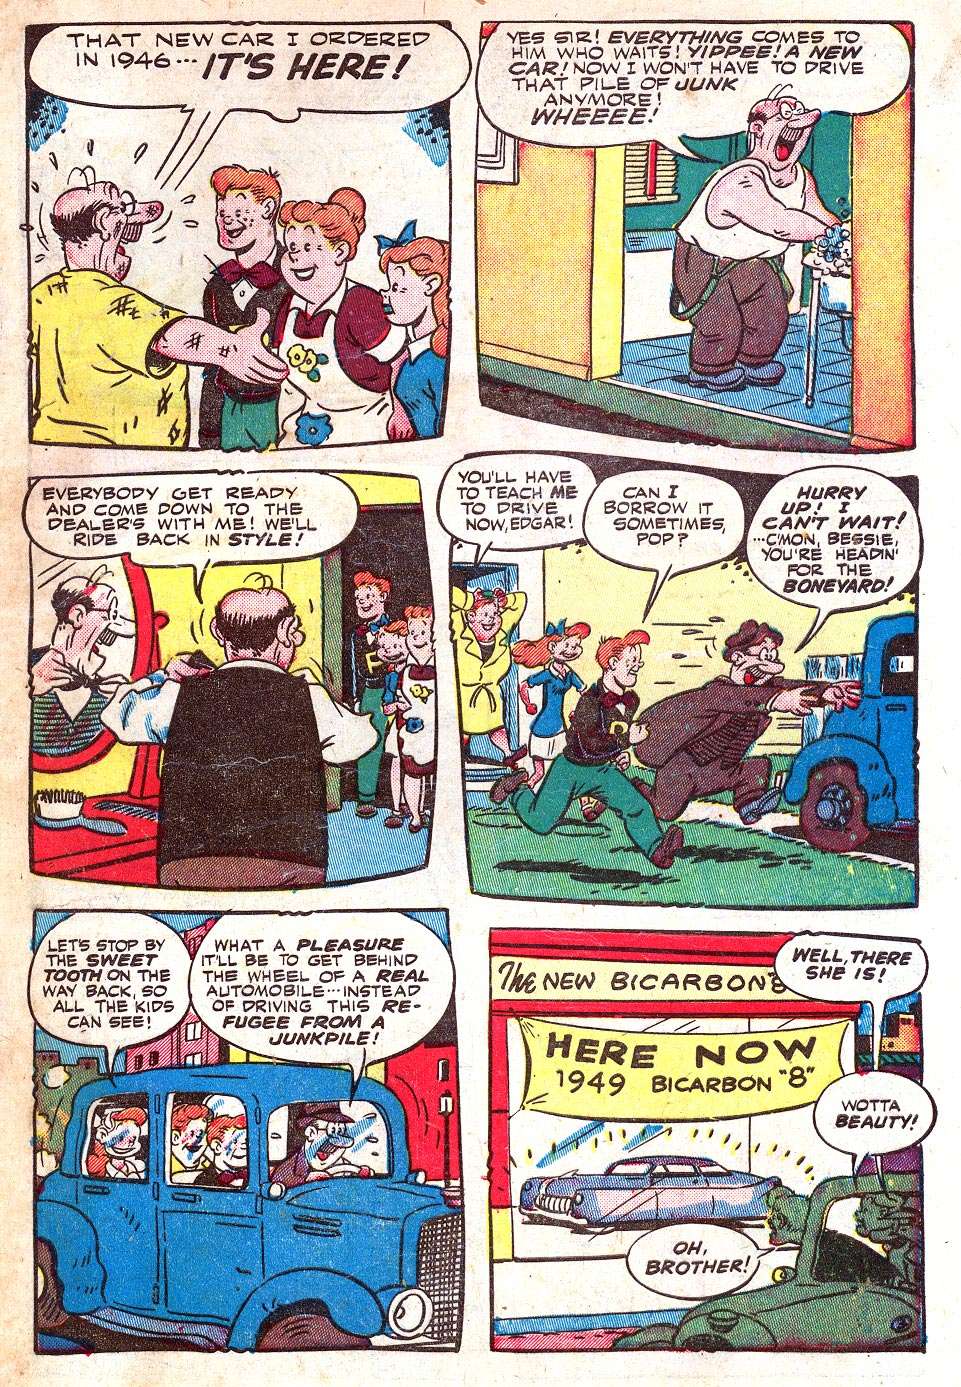 THAT NEW CAR I ORDERED
IN 1946 -- IT'S HERE!
YES SIR! EVERYTHING COMES TO
HIM WHO WAITS! YIPPEE! A NEW
CAR! NOW I WON'T HAVE TO DRIVE
THAT PILE OF JUNK
ANYMORE!
WHEEEE!
EVERYBODY GET READY
AND COME DOWN TO THE
DEALER'S WITH ME! WE'LL
RIDE BACK IN STYLE!
YOU'LL HAVE
TO TEACH ME
TO DRIVE
NOW, EDGAR!
CAN I
BORROW IT
SOMETIMES,
POP?
HURRY
UP! I
CAN'T WAIT!
--C'MON, BESSIE,
YOU'RE HEADIN'
FOR THE
BONEYARD!
LET'S STOP BY
THE SWEET
TOOTH ON THE
WAY BACK, SO
ALL THE KIDS
CAN SEE!
WHAT A PLEASURE
IT'LL BE TO GET BEHIND
THE WHEEL OF A REAL
AUTOMOBILE---INSTEAD
OF DRIVING THIS RE-
FUGEE FROM A
JUNKPILE!
The NEW BICARBON 8
WELL, THERE
SHE IS!
HERE NOW
1949 BICARBON "8"
WOTTA
BEAUTY!
OH,
BROTHER!